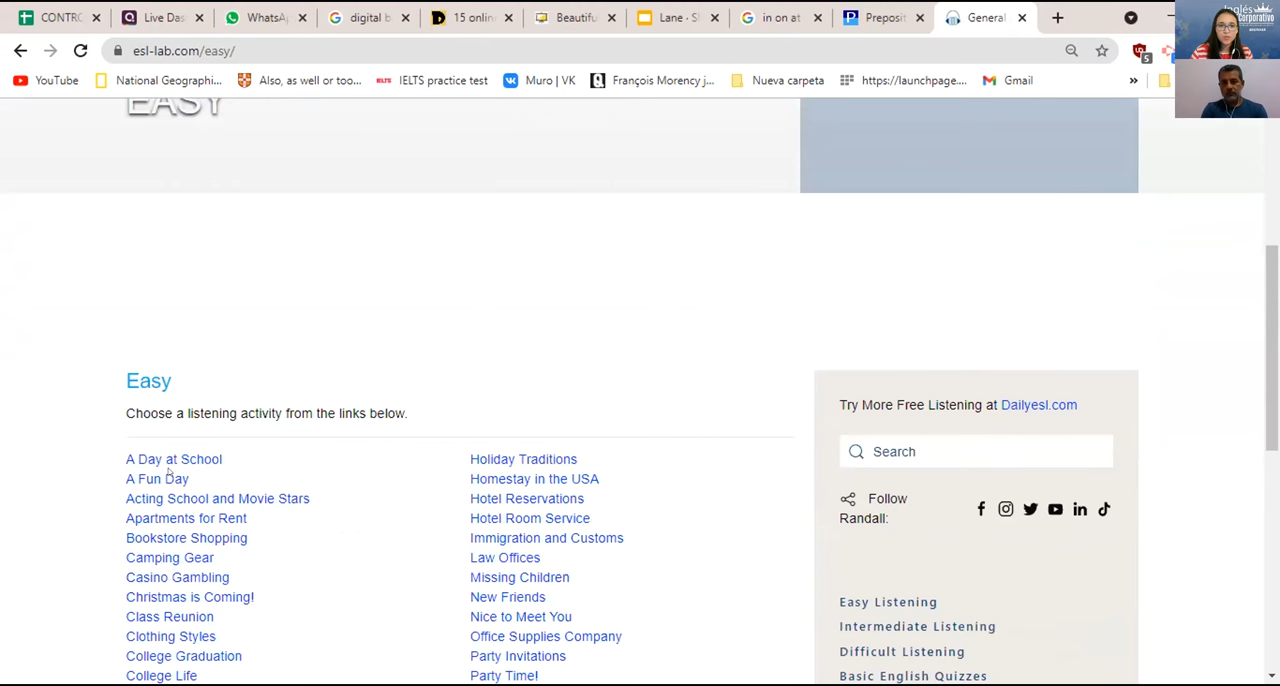 CONTRC
Live Das
WhatsA
digital b
15 onlin
Beautifu
Lane - S
in on at
Preposit
General
esl-lab.com/easy/
5
YouTube
National Geographi...
Also, as well or too...
IELTS practice test
Muro | VK
François Morency j...
Nueva carpeta
https://launchpage....
Gmail
»
Inglés
Corporativo
EASY
Easy
Choose a listening activity from the links below.
A Day at School
A Fun Day
Acting School and Movie Stars
Apartments for Rent
Bookstore Shopping
Camping Gear
Casino Gambling
Christmas is Coming!
Class Reunion
Clothing Styles
College Graduation
College Life
Holiday Traditions
Homestay in the USA
Hotel Reservations
Hotel Room Service
Immigration and Customs
Law Offices
Missing Children
New Friends
Nice to Meet You
Office Supplies Company
Party Invitations
Party Time!
Try More Free Listening at Dailyesl.com
Search
Follow
Randall:
Easy Listening
Intermediate Listening
Difficult Listening
Basic English Quizzes